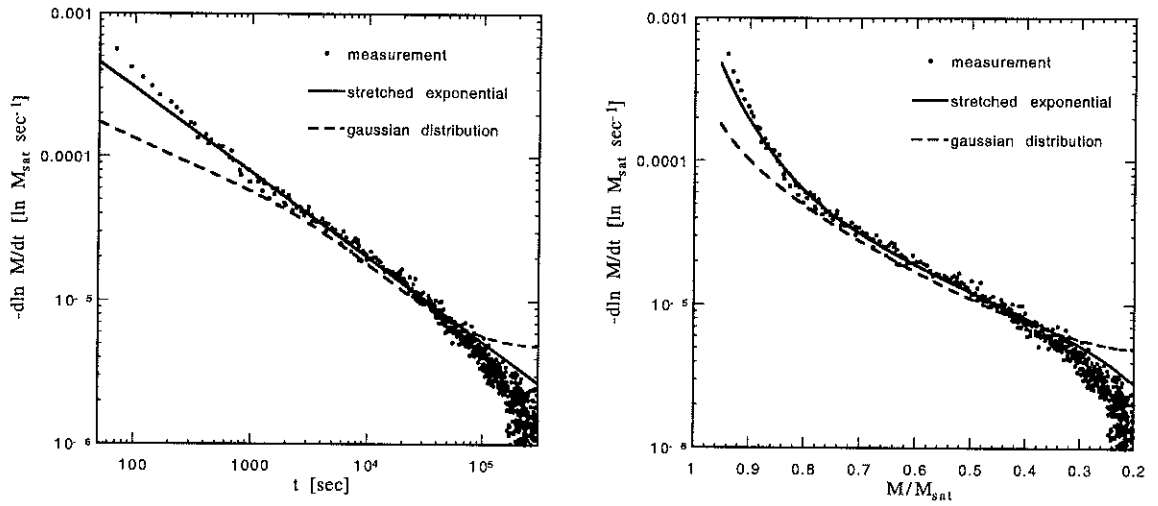 0.001
measurement
stretched exponential
gaussian distribution
0.0001
-dln M/dt [ln M_sat sec⁻¹]
10⁻⁵
10⁻⁶
100 1000 10⁴ 10⁵
t [sec]
0.001
measurement
stretched exponential
gaussian distribution
0.0001
-dln M/dt [ln M_sat sec⁻¹]
10⁻⁵
10⁻⁶
1 0.9 0.8 0.7 0.6 0.5 0.4 0.3 0.2
M/M_sat